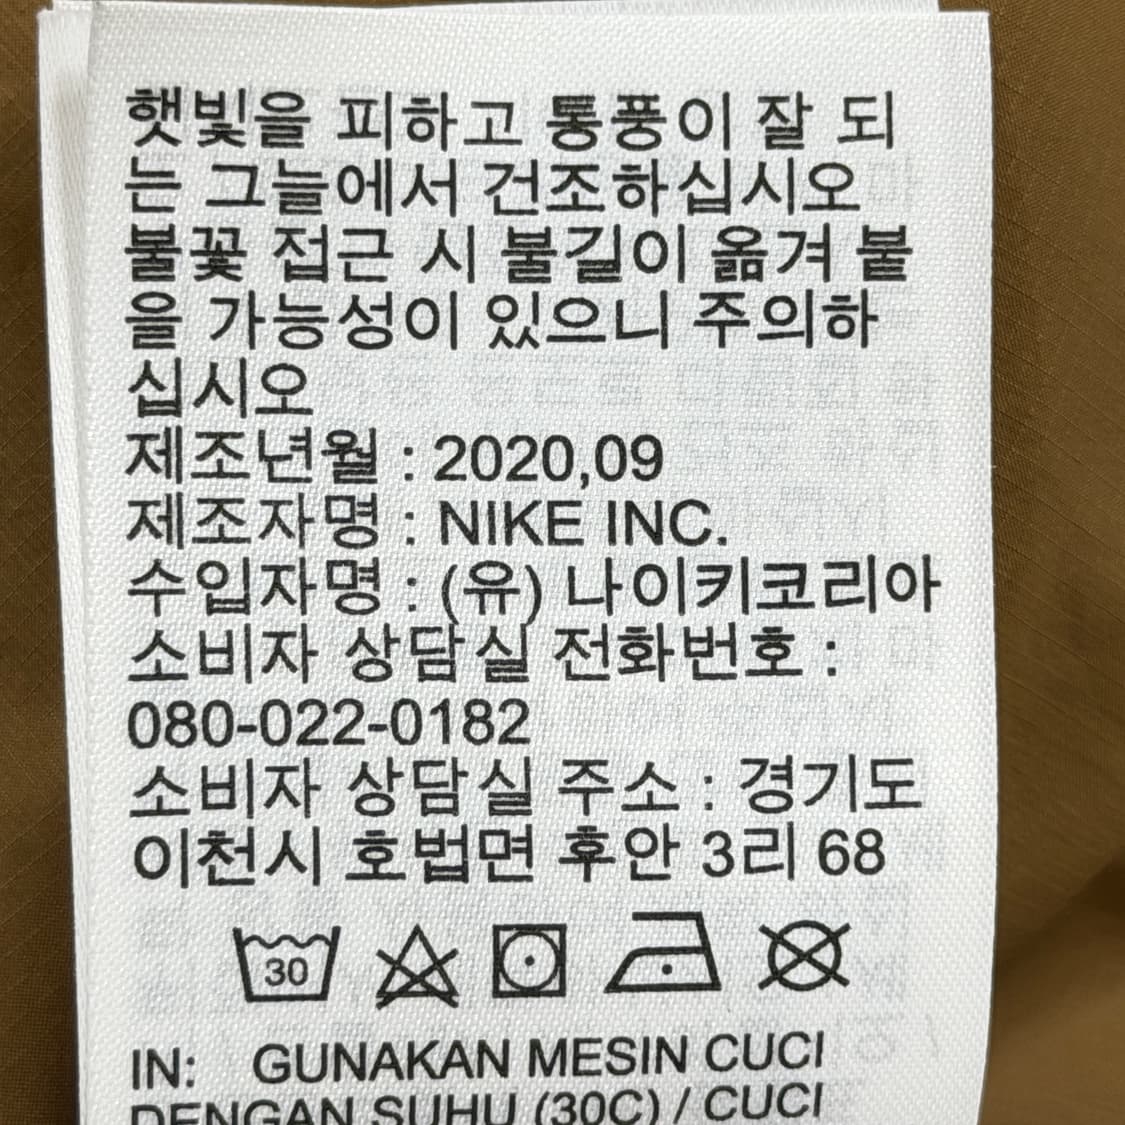 햇빛을 피하고 통풍이 잘 되
는 그늘에서 건조하십시오
불꽃 접근 시 불길이 옮겨 붙
을 가능성이 있으니 주의하
십시오
제조년월 : 2020,09
제조자명 : NIKE INC.
수입자명 : (유) 나이키코리아
소비자 상담실 전화번호 :
080-022-0182
소비자 상담실 주소 : 경기도
이천시 호법면 후안 3리 68
30
IN: GUNAKAN MESIN CUCI
DENGAN SUHU (30C) / CUCI